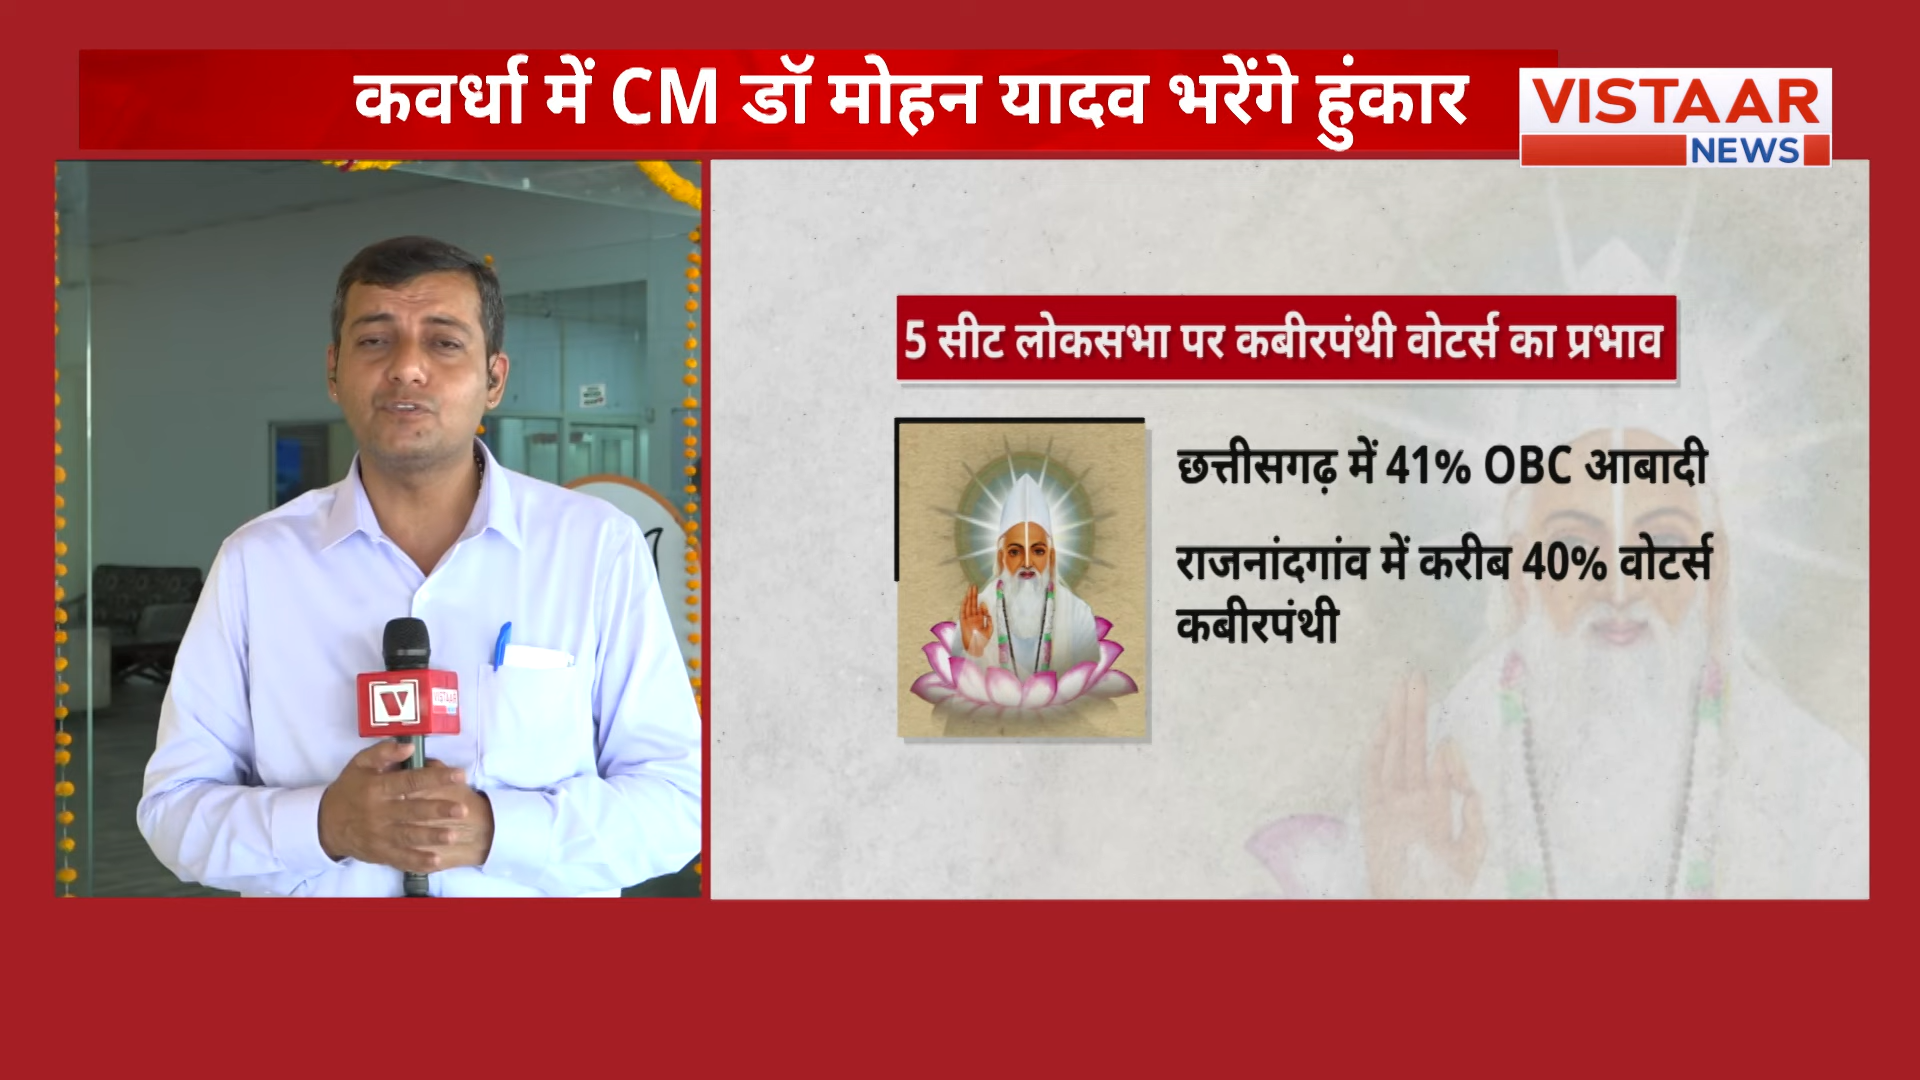 कवर्धा में CM डॉ मोहन यादव भरेंगे हुंकार
VISTAAR
NEWS
5 सीट लोकसभा पर कबीरपंथी वोटर्स का प्रभाव
छत्तीसगढ़ में 41% OBC आबादी
राजनांदगांव में करीब 40% वोटर्स
कबीरपंथी
V
VISTAAR